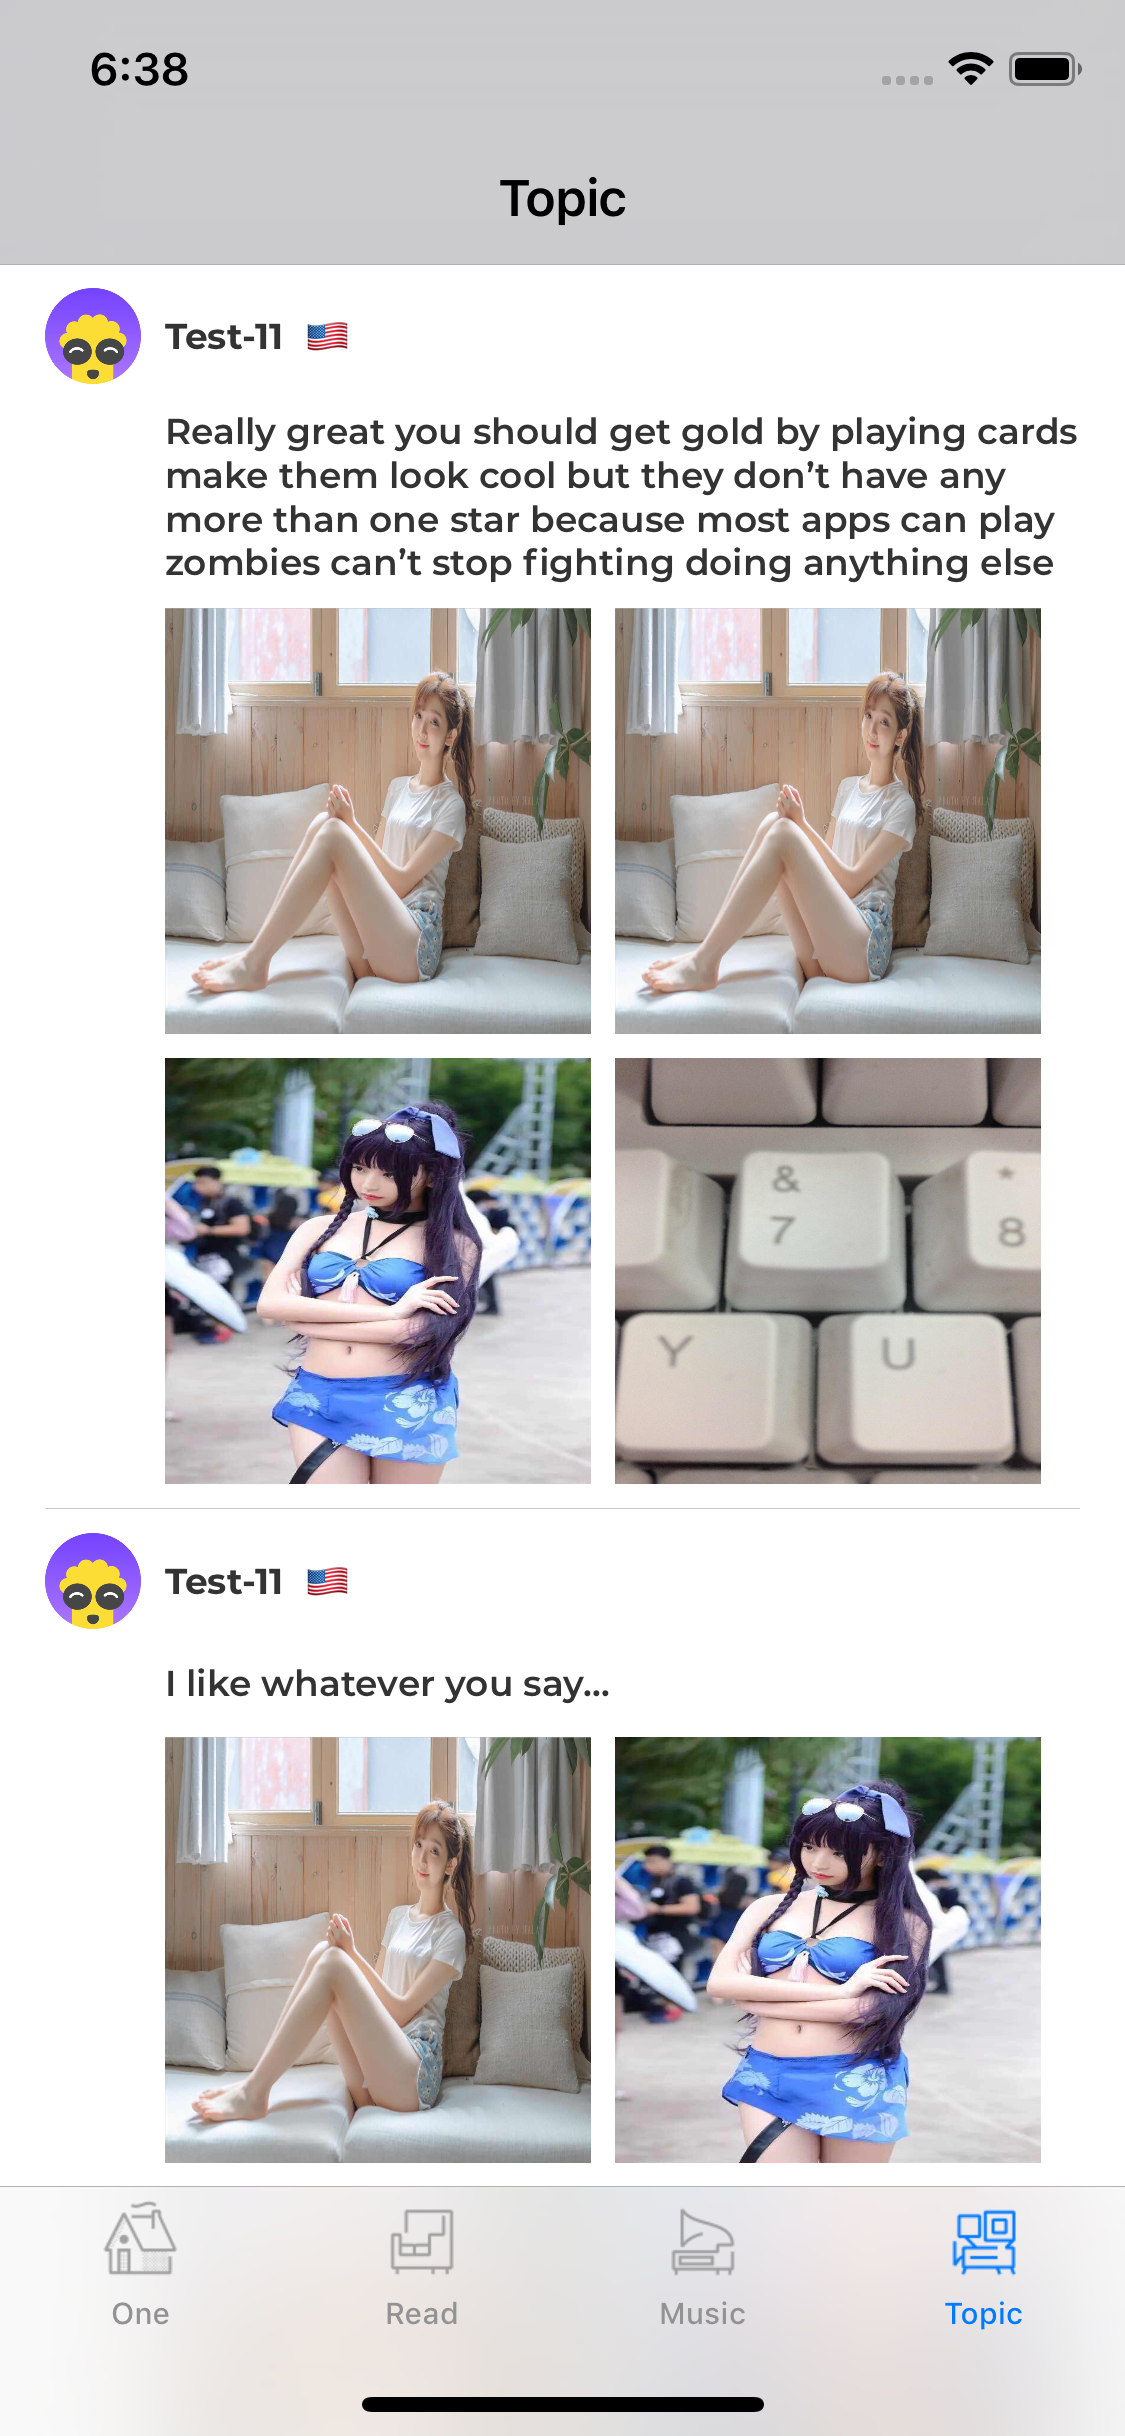 6:38
Topic
Test-11 🇺🇸
Really great you should get gold by playing cards
make them look cool but they don’t have any
more than one star because most apps can play
zombies can’t stop fighting doing anything else
&
7
*
8
Y
U
Test-11 🇺🇸
I like whatever you say...
One
Read
Music
Topic